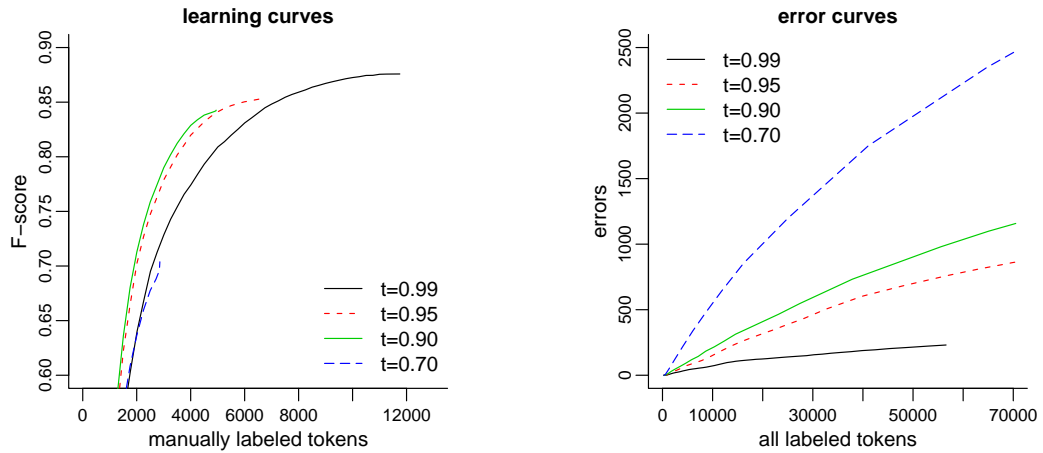 learning curves
F−score
0.60
0.65
0.70
0.75
0.80
0.85
0.90
t=0.99
t=0.95
t=0.90
t=0.70
0 2000 4000 6000 8000 12000
manually labeled tokens
error curves
errors
0
500
1000
1500
2000
2500
t=0.99
t=0.95
t=0.90
t=0.70
0 10000 30000 50000 70000
all labeled tokens